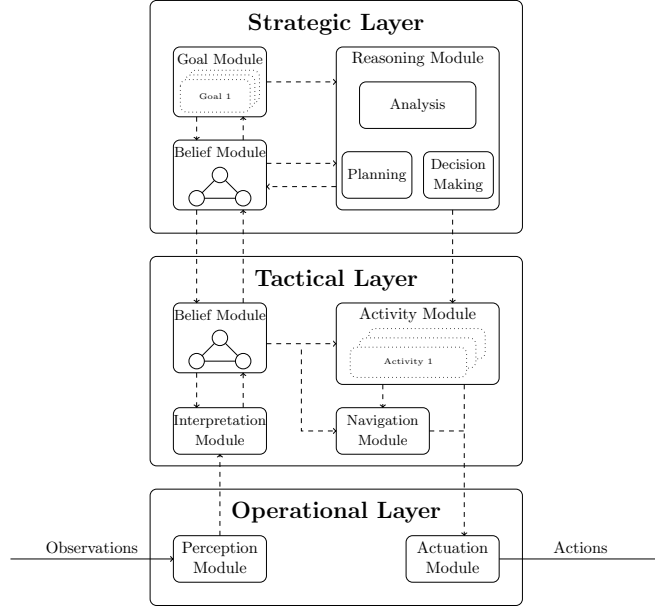 Strategic Layer
Goal Module
Goal 1
Reasoning Module
Analysis
Belief Module
Planning
Decision
Making
Tactical Layer
Belief Module
Activity Module
Activity 1
Interpretation
Module
Navigation
Module
Operational Layer
Observations
Perception
Module
Actuation
Module
Actions